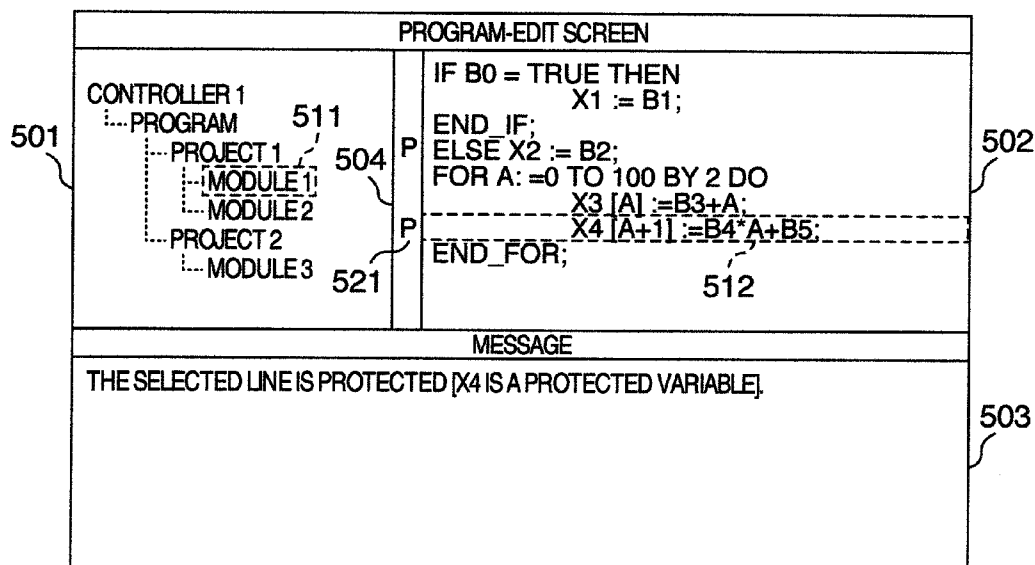 PROGRAM-EDIT SCREEN
CONTROLLER 1
PROGRAM
PROJECT 1
MODULE 1
MODULE 2
PROJECT 2
MODULE 3
501
511
504
521
P
P
IF B0 = TRUE THEN
X1 := B1;
END_IF;
ELSE X2 := B2;
FOR A: =0 TO 100 BY 2 DO
X3 [A] :=B3+A;
X4 [A+1] :=B4*A+B5;
END_FOR;
512
502
MESSAGE
THE SELECTED LINE IS PROTECTED [X4 IS A PROTECTED VARIABLE].
503